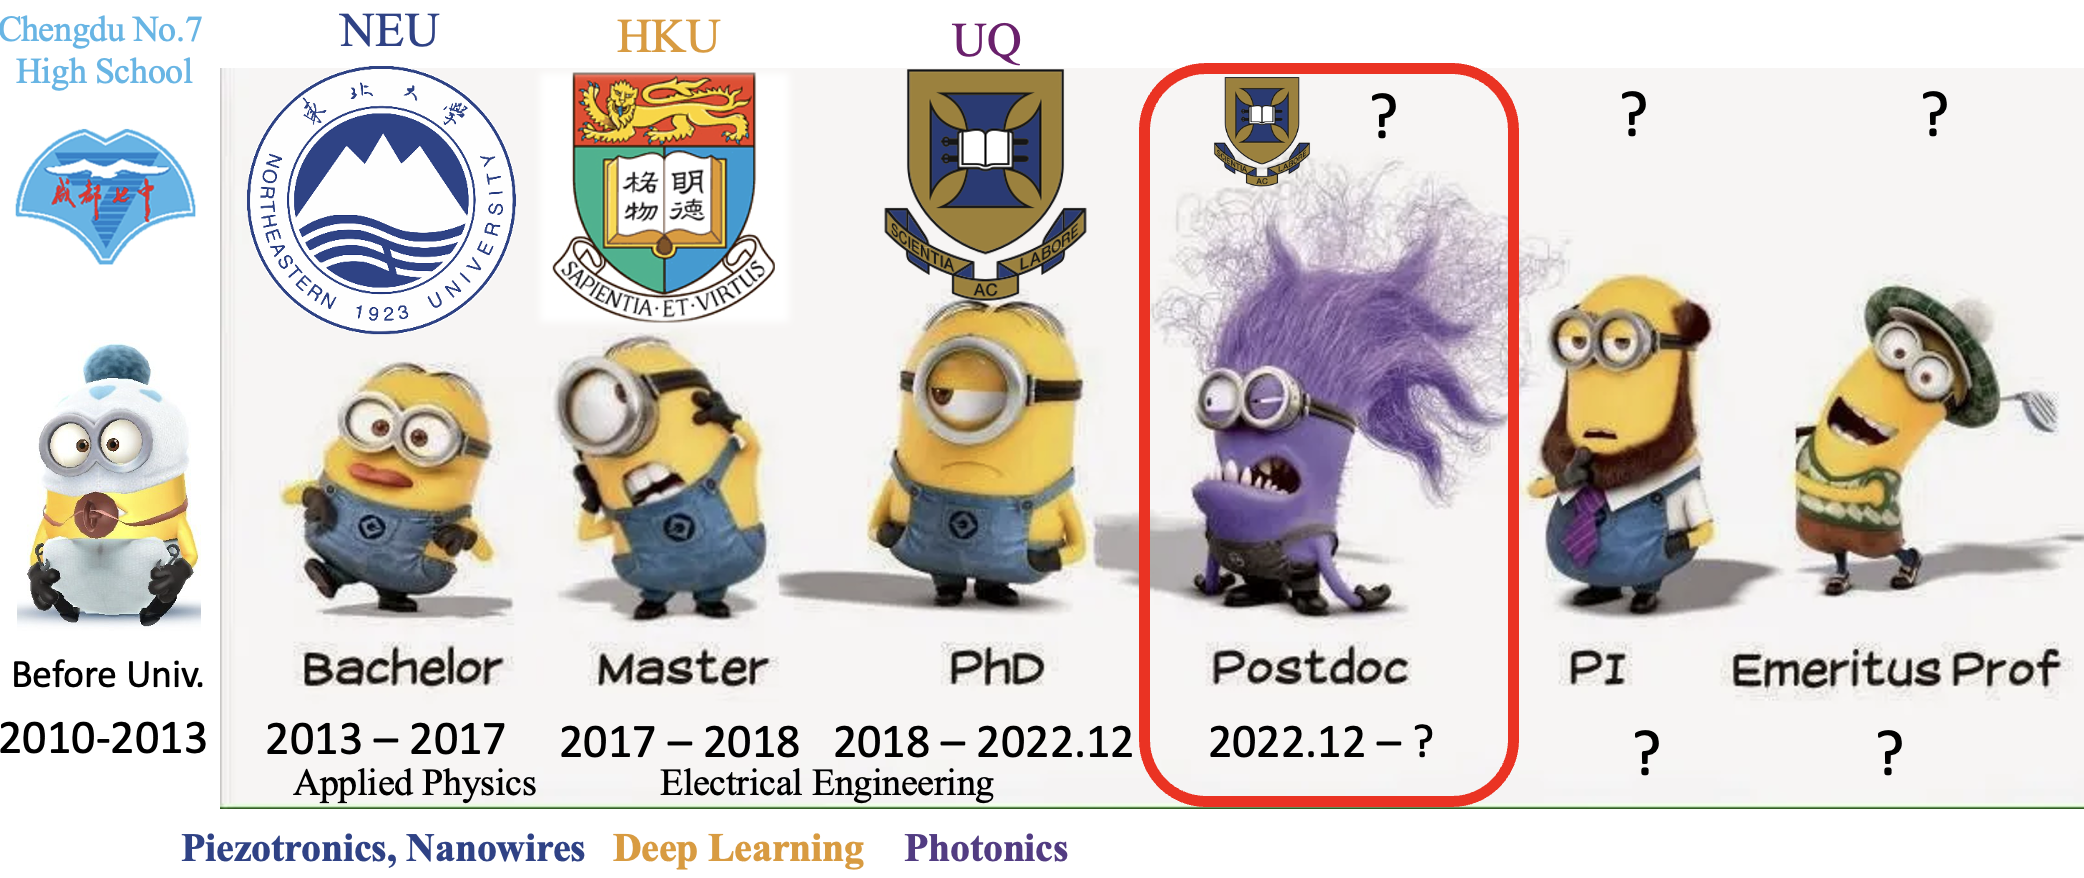 Chengdu No.7
High School
NEU
HKU
UQ
?
?
?
東北大學
NORTHEASTERN 1923 UNIVERSITY
成都七中
明德
格物
SAPIENTIA·ET·VIRTUS
SCIENTIA AC LABORE
SCIENTIA AC LABORE
Before Univ.
Bachelor
Master
PhD
Postdoc
PI
Emeritus Prof
2010-2013
2013 – 2017
2017 – 2018
2018 – 2022.12
2022.12 – ?
?
?
Applied Physics
Electrical Engineering
Piezotronics, Nanowires
Deep Learning
Photonics